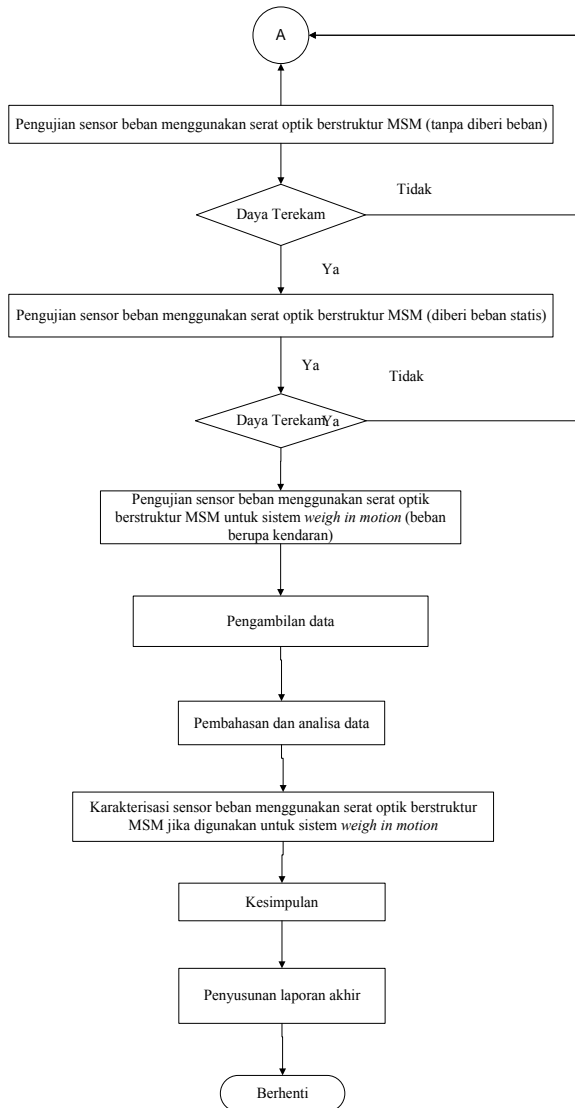 A
Pengujian sensor beban menggunakan serat optik berstruktur MSM (tanpa diberi beban)
Tidak
Daya Terekam
Ya
Pengujian sensor beban menggunakan serat optik berstruktur MSM (diberi beban statis)
Ya
Tidak
Daya Terekam
Ya
Pengujian sensor beban menggunakan serat optik
berstruktur MSM untuk sistem weigh in motion (beban
berupa kendaran)
Pengambilan data
Pembahasan dan analisa data
Karakterisasi sensor beban menggunakan serat optik berstruktur
MSM jika digunakan untuk sistem weigh in motion
Kesimpulan
Penyusunan laporan akhir
Berhenti